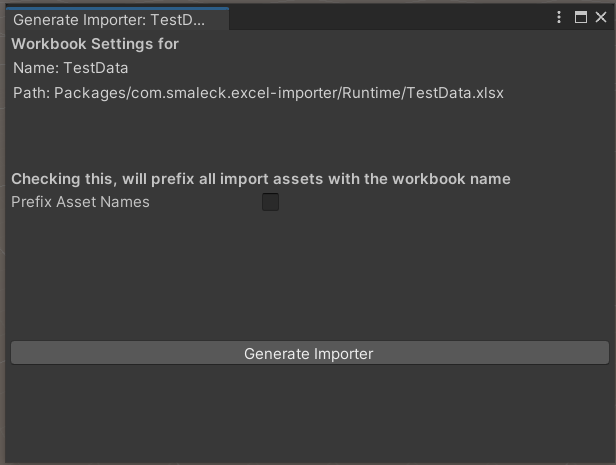 Generate Importer: TestD...
Workbook Settings for
Name: TestData
Path: Packages/com.smaleck.excel-importer/Runtime/TestData.xlsx
Checking this, will prefix all import assets with the workbook name
Prefix Asset Names
Generate Importer